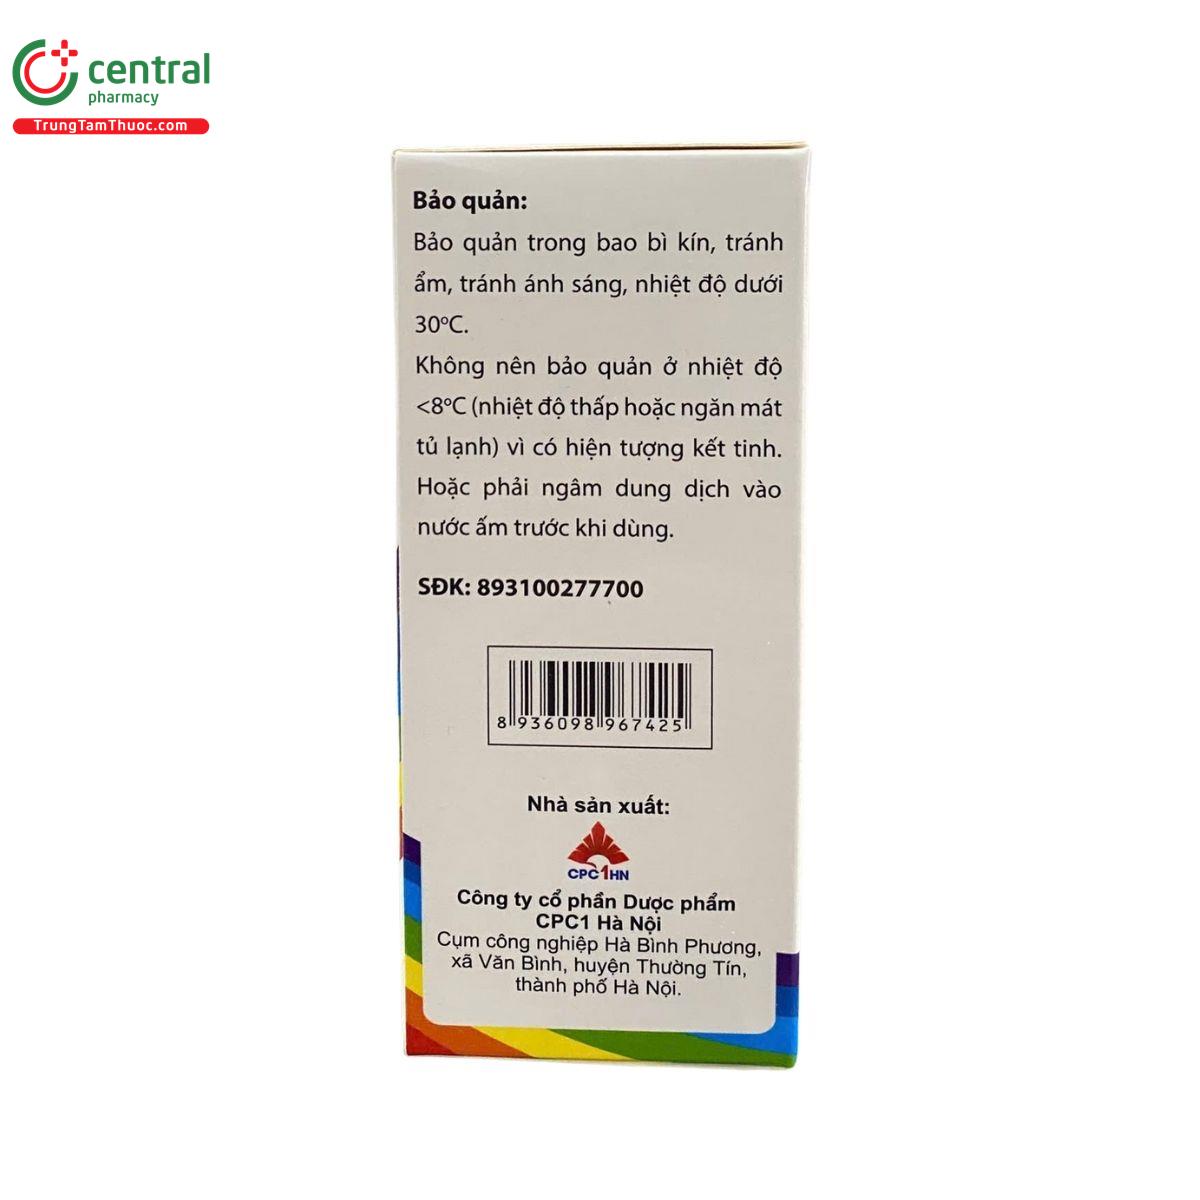 central
pharmacy
TrungTamThuoc.com
Bảo quản:
Bảo quản trong bao bì kín, tránh
ẩm, tránh ánh sáng, nhiệt độ dưới
30ºC.
Không nên bảo quản ở nhiệt độ
<8ºC (nhiệt độ thấp hoặc ngăn mát
tủ lạnh) vì có hiện tượng kết tinh.
Hoặc phải ngâm dung dịch vào
nước ấm trước khi dùng.
SĐK: 893100277700
8 936098 967425
Nhà sản xuất:
CPC1HN
Công ty cổ phần Dược phẩm
CPC1 Hà Nội
Cụm công nghiệp Hà Bình Phương,
xã Văn Bình, huyện Thường Tín,
thành phố Hà Nội.